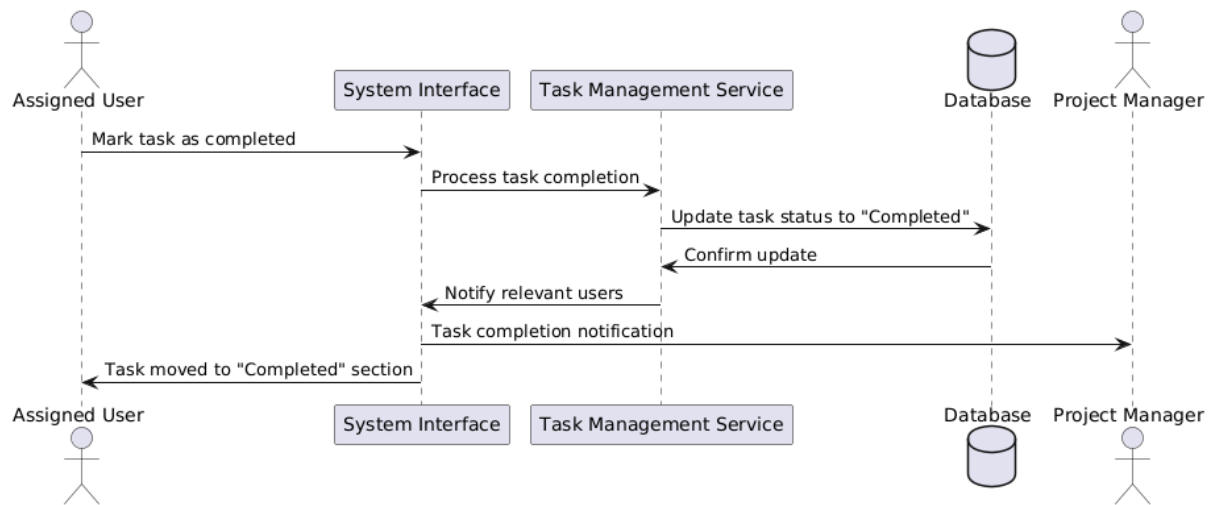 Assigned User
System Interface
Task Management Service
Database
Project Manager
Mark task as completed
Process task completion
Update task status to "Completed"
Confirm update
Notify relevant users
Task completion notification
Task moved to "Completed" section
Assigned User
System Interface
Task Management Service
Database
Project Manager